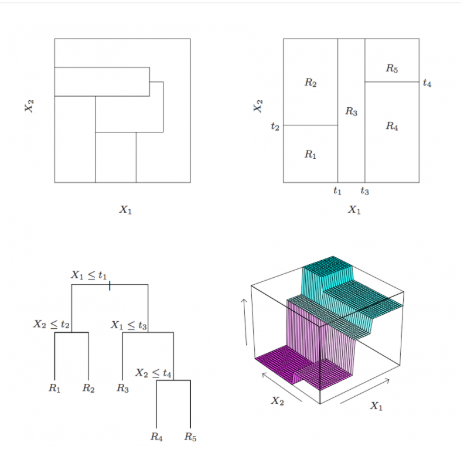 X₂
X₁
R₂
R₅
t₄
X₂
R₃
t₂
R₄
R₁
t₁
t₃
X₁
X₁ ≤ t₁
X₂ ≤ t₂
X₁ ≤ t₃
X₂ ≤ t₄
R₁
R₂
R₃
R₄
R₅
X₂
X₁